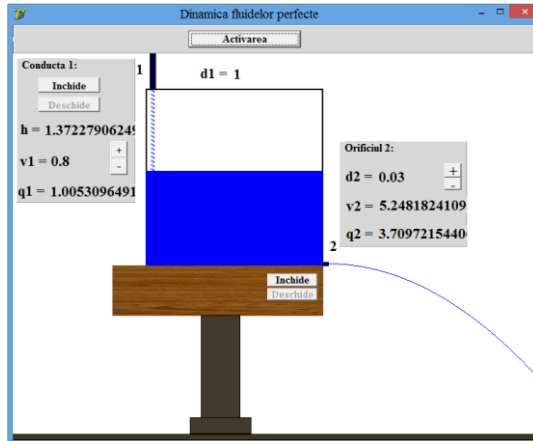 Dinamica fluidelor perfecte
Activarea
Conducta 1:
Inchide
Deschide
h = 1.37227906249
v1 = 0.8
+
-
q1 = 1.0053096491
1
d1 = 1
Orificiul 2:
d2 = 0.03
+
-
v2 = 5.2481824109
q2 = 3.7097215440
2
Inchide
Deschide